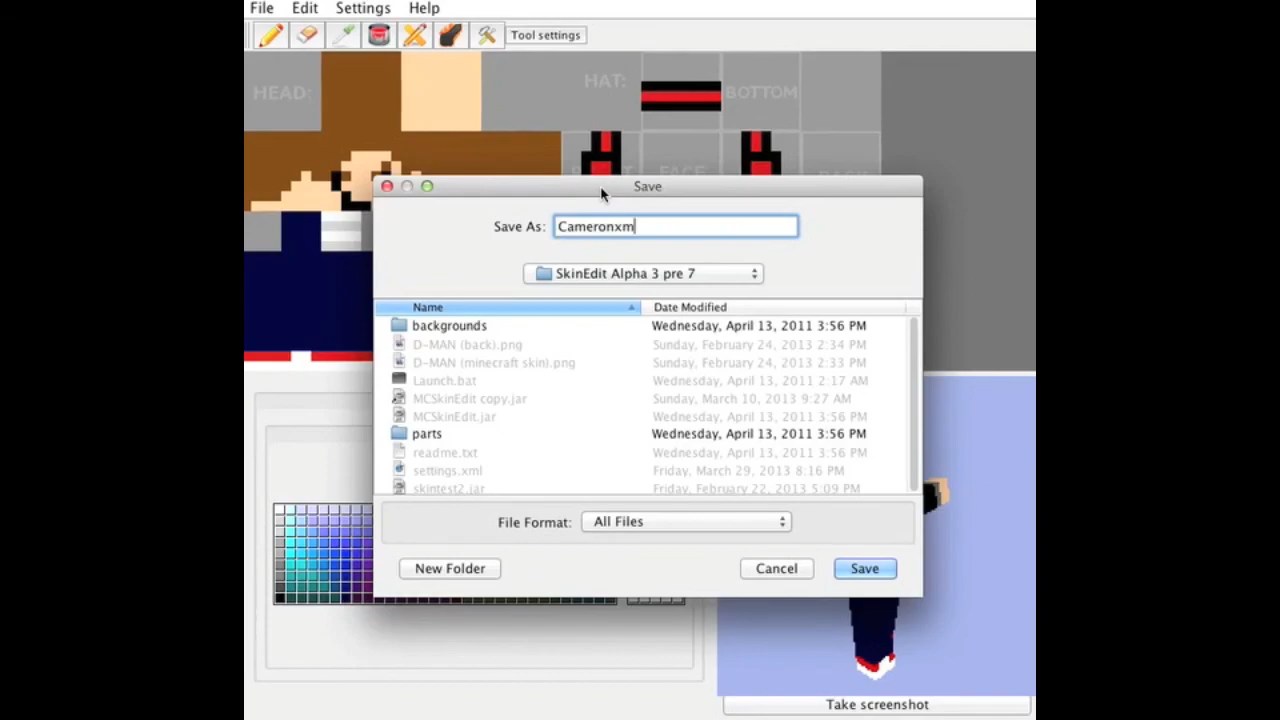 File Edit Settings Help
Tool settings
HEAD:
HAT:
BOTTOM
FACE
Save
Save As: Cameronxm
SkinEdit Alpha 3 pre 7
Name Date Modified
backgrounds Wednesday, April 13, 2011 3:56 PM
D-MAN (back).png Sunday, February 24, 2013 2:34 PM
D-MAN (minecraft skin).png Sunday, February 24, 2013 2:33 PM
Launch.bat Wednesday, April 13, 2011 2:17 AM
MCSkinEdit copy.jar Sunday, March 10, 2013 9:27 AM
MCSkinEdit.jar Wednesday, April 13, 2011 3:56 PM
parts Wednesday, April 13, 2011 3:56 PM
readme.txt Wednesday, April 13, 2011 3:56 PM
settings.xml Friday, March 29, 2013 8:16 PM
skintest2.jar Friday, February 22, 2013 5:09 PM
File Format: All Files
New Folder Cancel Save
Take screenshot